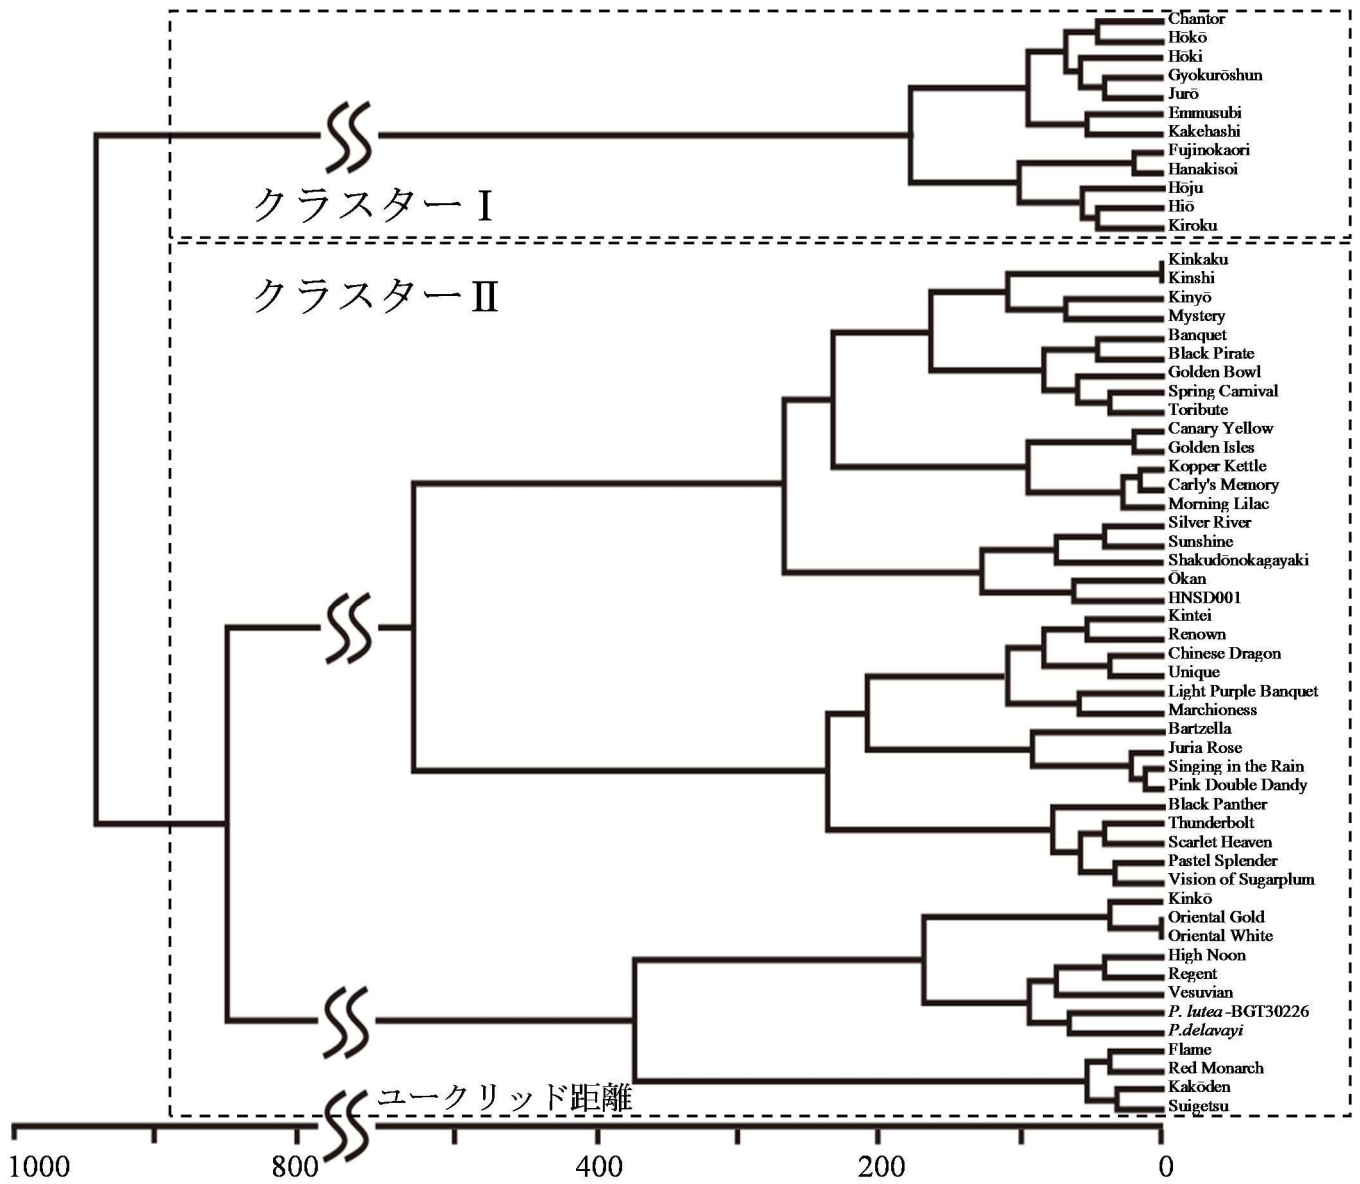 Chantor
Hōkō
Hōki
Gyokurōshun
Jurō
Emmusubi
Kakehashi
Fujinokaori
Hanakisoi
Hōju
Hiō
Kiroku
クラスターⅠ
クラスターⅡ
Kinkaku
Kinshi
Kinyō
Mystery
Banquet
Black Pirate
Golden Bowl
Spring Carnival
Toribute
Canary Yellow
Golden Isles
Kopper Kettle
Carly's Memory
Morning Lilac
Silver River
Sunshine
Shakudōnokagayaki
Ōkan
HNSD001
Kintei
Renown
Chinese Dragon
Unique
Light Purple Banquet
Marchioness
Bartzella
Juria Rose
Singing in the Rain
Pink Double Dandy
Black Panther
Thunderbolt
Scarlet Heaven
Pastel Splender
Vision of Sugarplum
Kinkō
Oriental Gold
Oriental White
High Noon
Regent
Vesuvian
P. lutea-BGT30226
P.delavayi
Flame
Red Monarch
Kakōden
Suigetsu
ユークリッド距離
1000 800 400 200 0